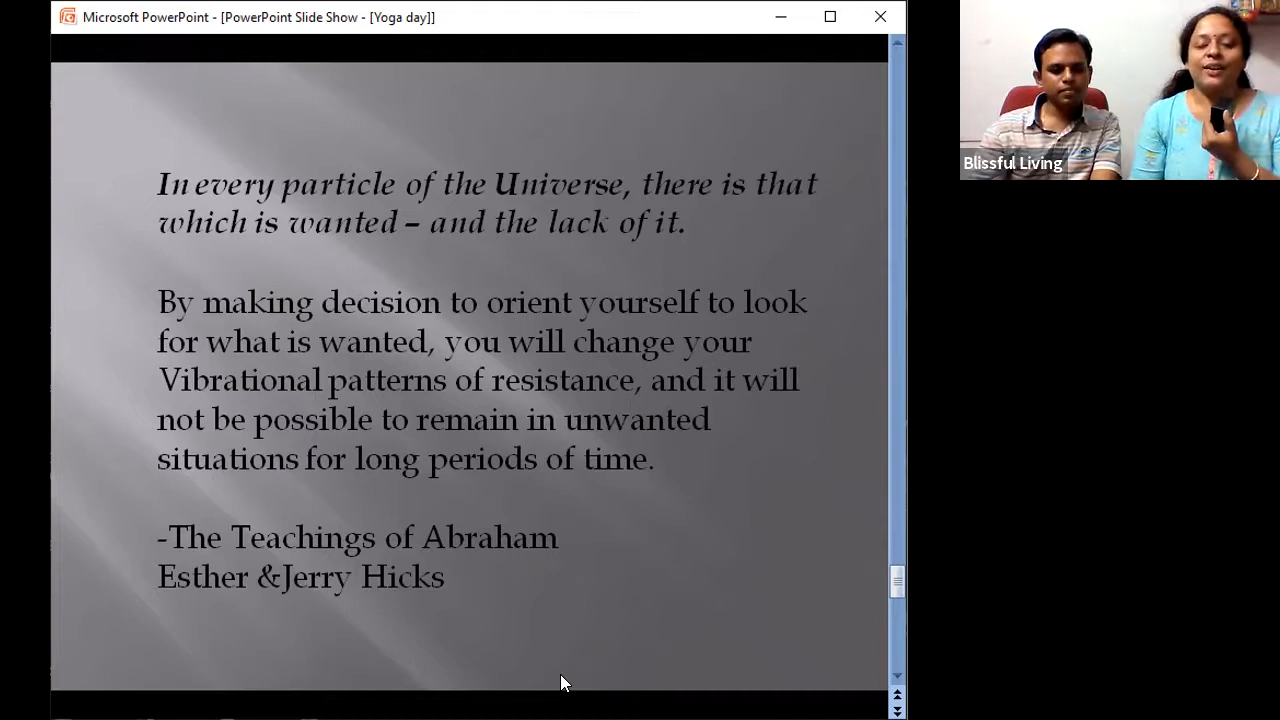 Microsoft PowerPoint - [PowerPoint Slide Show - [Yoga day]]
Blissful Living
In every particle of the Universe, there is that
which is wanted – and the lack of it.
By making decision to orient yourself to look
for what is wanted, you will change your
Vibrational patterns of resistance, and it will
not be possible to remain in unwanted
situations for long periods of time.
-The Teachings of Abraham
Esther &Jerry Hicks